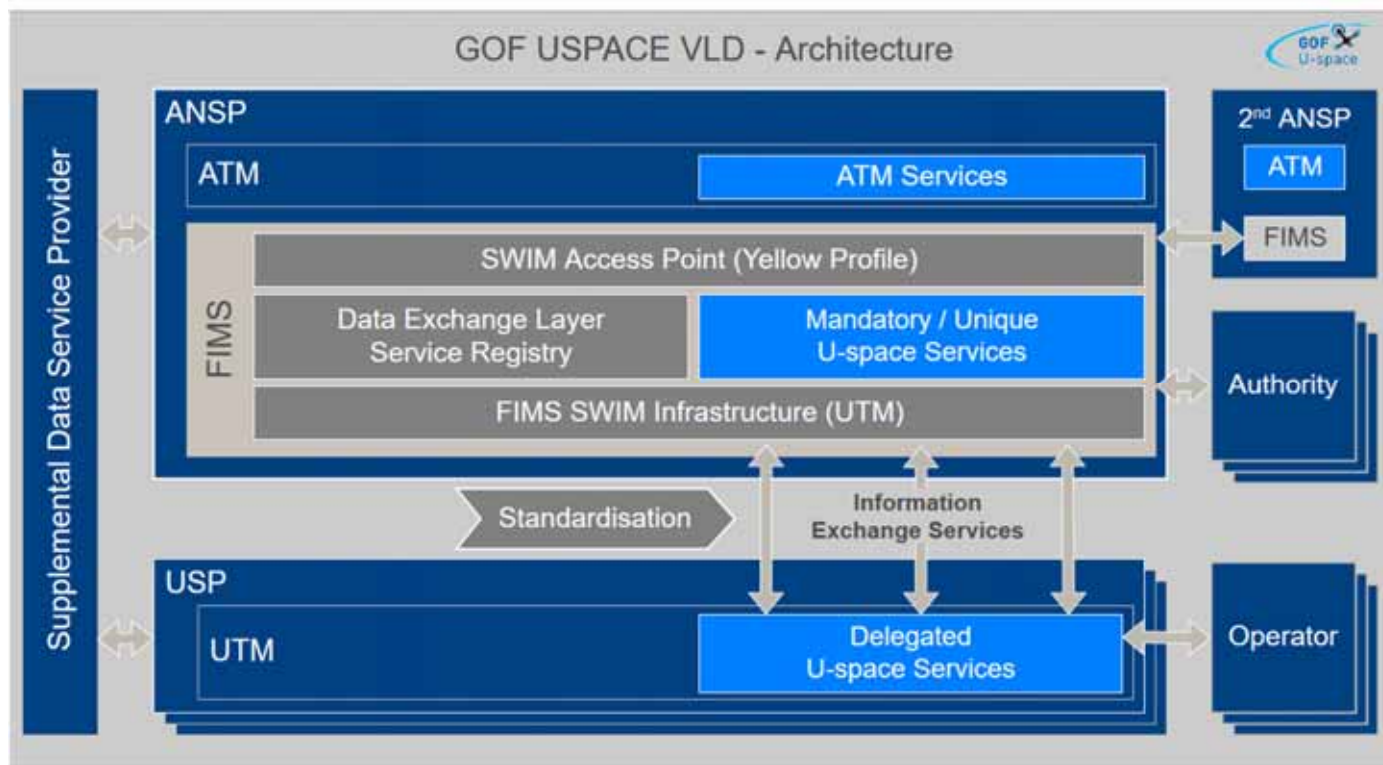 GOF USPACE VLD - Architecture
GOF
U-space
Supplemental Data Service Provider
ANSP
ATM
ATM Services
FIMS
SWIM Access Point (Yellow Profile)
Data Exchange Layer
Service Registry
Mandatory / Unique
U-space Services
FIMS SWIM Infrastructure (UTM)
2nd ANSP
ATM
FIMS
Authority
Standardisation
Information
Exchange Services
USP
UTM
Delegated
U-space Services
Operator